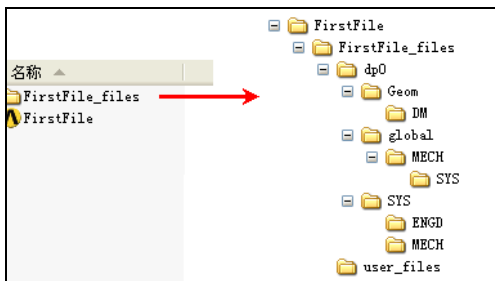 名称
FirstFile_files
FirstFile
FirstFile
FirstFile_files
dp0
Geom
DM
global
MECH
SYS
SYS
ENGD
MECH
user_files